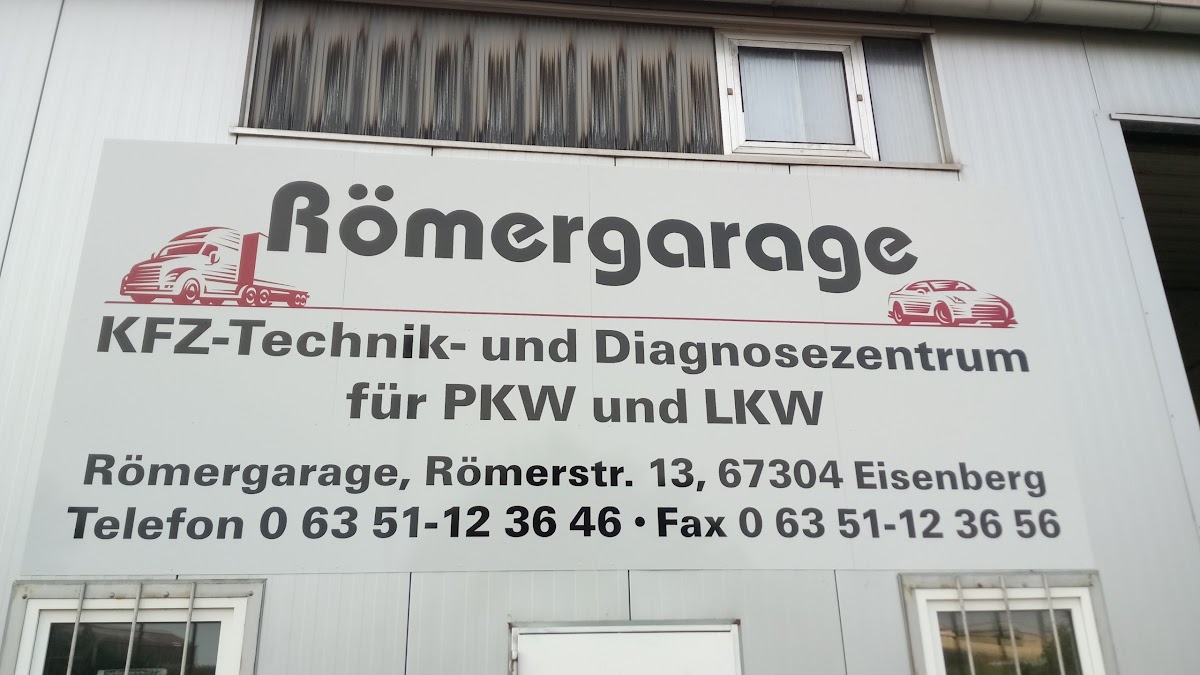 Römergarage
KFZ-Technik- und Diagnosezentrum
für PKW und LKW
Römergarage, Römerstr. 13, 67304 Eisenberg
Telefon 0 63 51-12 36 46 • Fax 0 63 51-12 36 56